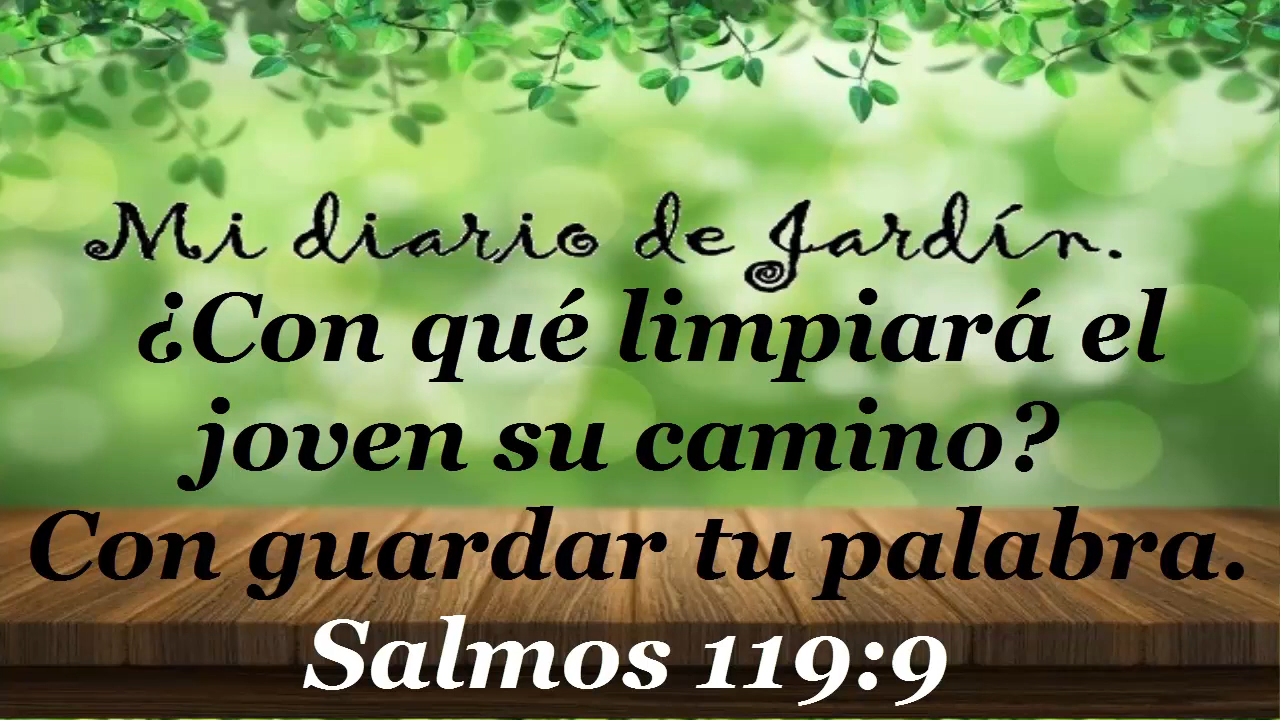 Mi diario de Jardín.
¿Con qué limpiará el
joven su camino?
Con guardar tu palabra.
Salmos 119:9